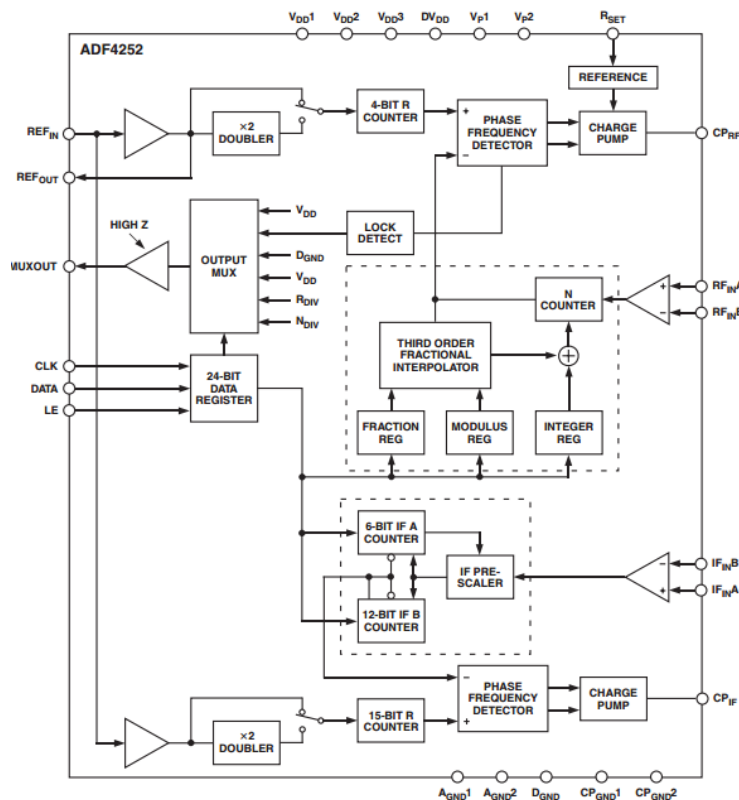 VDD1 VDD2 VDD3 DVDD VP1 VP2 RSET
ADF4252
REFERENCE
4-BIT R
COUNTER
+
PHASE
FREQUENCY
DETECTOR
−
CHARGE
PUMP
CPRF
REFIN
×2
DOUBLER
REFOUT
HIGH Z
MUXOUT
OUTPUT
MUX
VDD
LOCK
DETECT
DGND
VDD
RDIV
NDIV
N
COUNTER
+
−
RFINA
RFINB
THIRD ORDER
FRACTIONAL
INTERPOLATOR
+
CLK
DATA
LE
24-BIT
DATA
REGISTER
FRACTION
REG
MODULUS
REG
INTEGER
REG
6-BIT IF A
COUNTER
IF PRE-
SCALER
12-BIT IF B
COUNTER
−
+
IFINB
IFINA
−
PHASE
FREQUENCY
DETECTOR
+
CHARGE
PUMP
CPIF
×2
DOUBLER
15-BIT R
COUNTER
AGND1 AGND2 DGND CPGND1 CPGND2